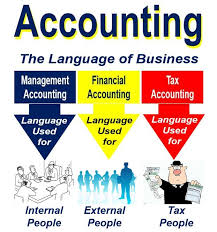 Accounting
The Language of Business
Management
Accounting
Financial
Accounting
Tax
Accounting
Language
Used
for
Language
Used
for
Language
Used
for
Internal
People
External
People
Tax
People